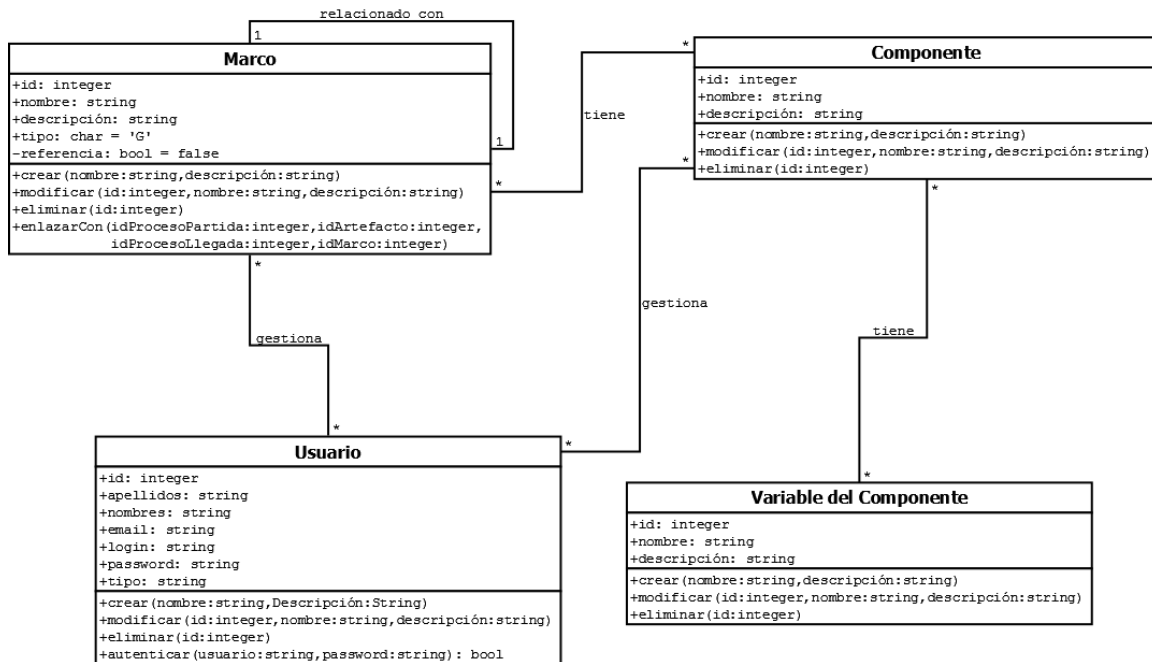 relacionado con
1
Marco
+id: integer
+nombre: string
+descripción: string
+tipo: char = 'G'
-referencia: bool = false
1
+crear(nombre:string,descripción:string)
+modificar(id:integer,nombre:string,descripción:string)
+eliminar(id:integer)
+enlazarCon(idProcesoPartida:integer,idArtefacto:integer,
idProcesoLlegada:integer,idMarco:integer)
*
*
tiene
*
Componente
+id: integer
+nombre: string
+descripción: string
+crear(nombre:string,descripción:string)
+modificar(id:integer,nombre:string,descripción:string)
+eliminar(id:integer)
*
*
gestiona
*
gestiona
*
tiene
*
Usuario
+id: integer
+apellidos: string
+nombres: string
+email: string
+login: string
+password: string
+tipo: string
+crear(nombre:string,Descripción:String)
+modificar(id:integer,nombre:string,descripción:string)
+eliminar(id:integer)
+autenticar(usuario:string,password:string): bool
Variable del Componente
+id: integer
+nombre: string
+descripción: string
+crear(nombre:string,descripción:string)
+modificar(id:integer,nombre:string,descripción:string)
+eliminar(id:integer)